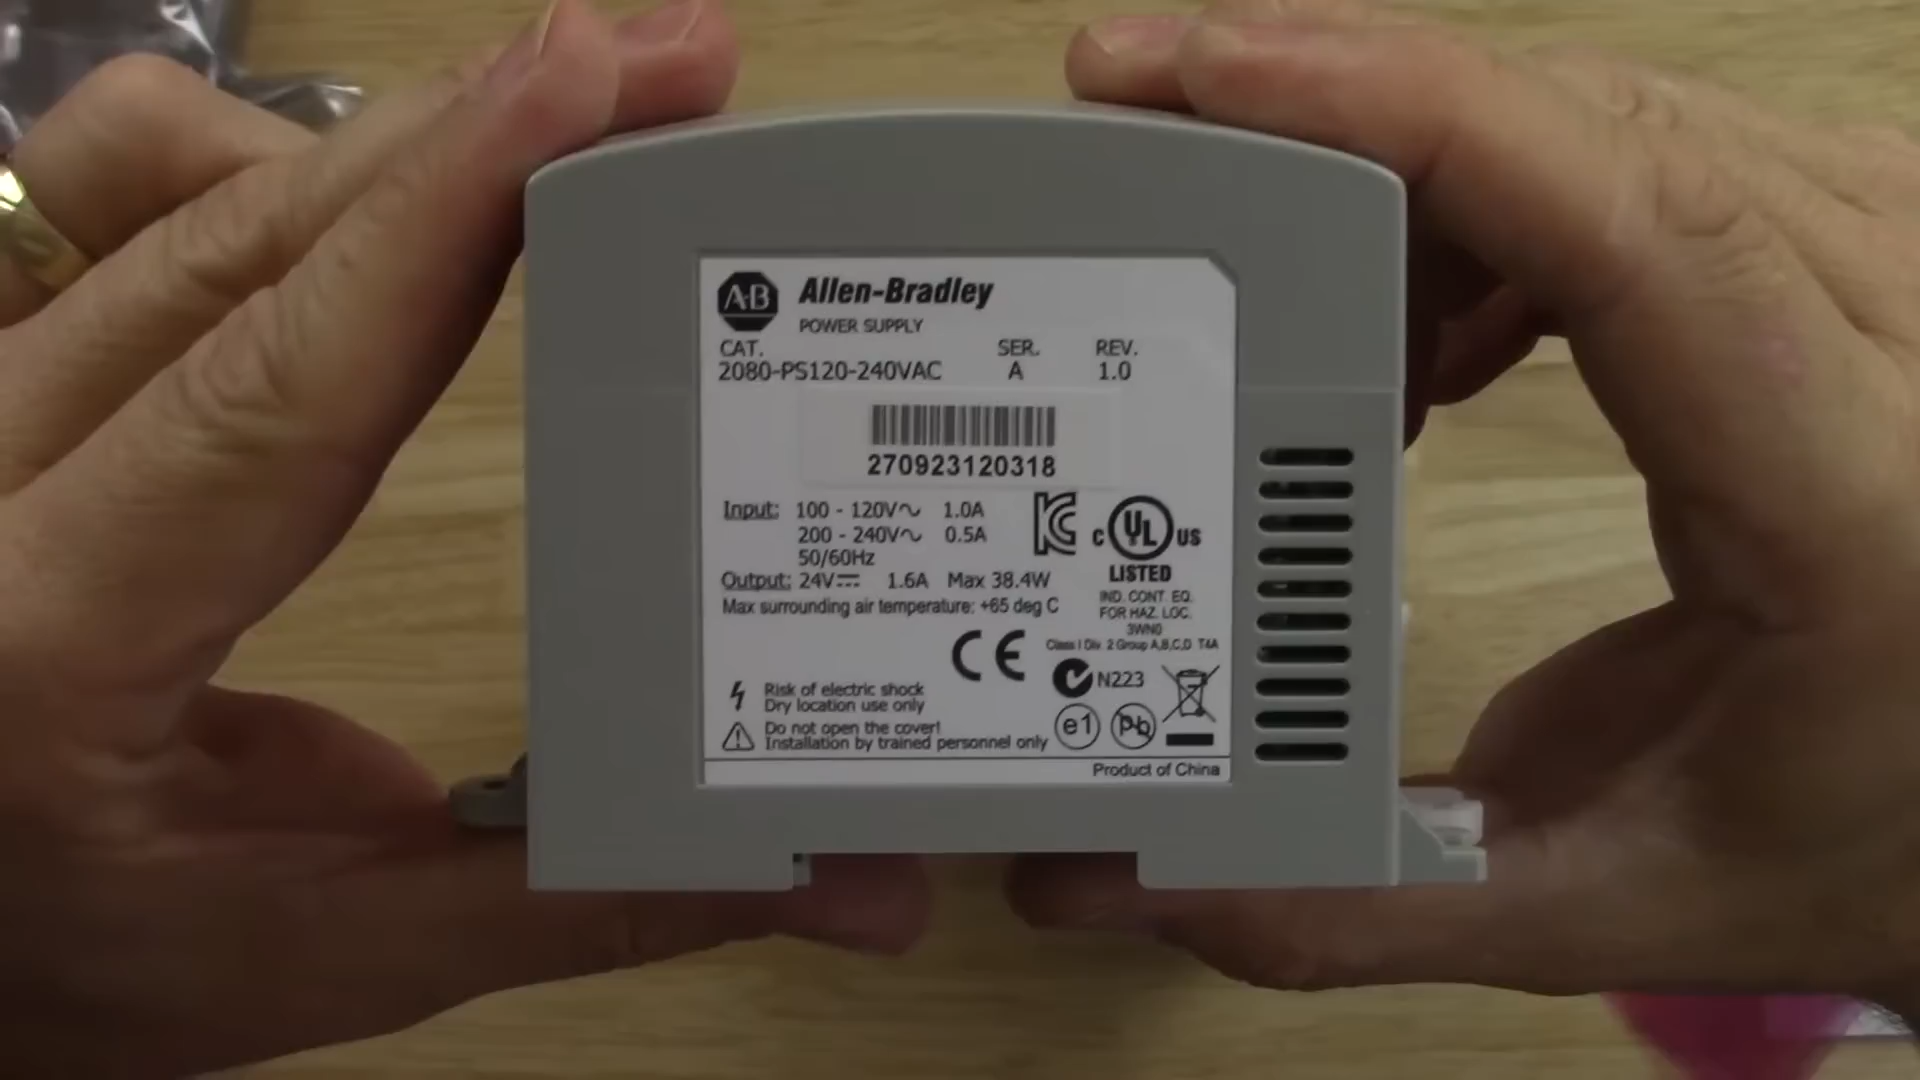 A-B Allen-Bradley
POWER SUPPLY
CAT. SER. REV.
2080-PS120-240VAC A 1.0
270923120318
Input: 100 - 120V∿ 1.0A
200 - 240V∿ 0.5A
50/60Hz
Output: 24V⎓ 1.6A Max 38.4W
Max surrounding air temperature: +65 deg C
c UL US
LISTED
IND. CONT. EQ.
FOR HAZ. LOC.
3WN0
Class I Div. 2 Group A,B,C,D T4A
CE
N223
Risk of electric shock
Dry location use only
Do not open the cover!
Installation by trained personnel only
e1 Pb
Product of China